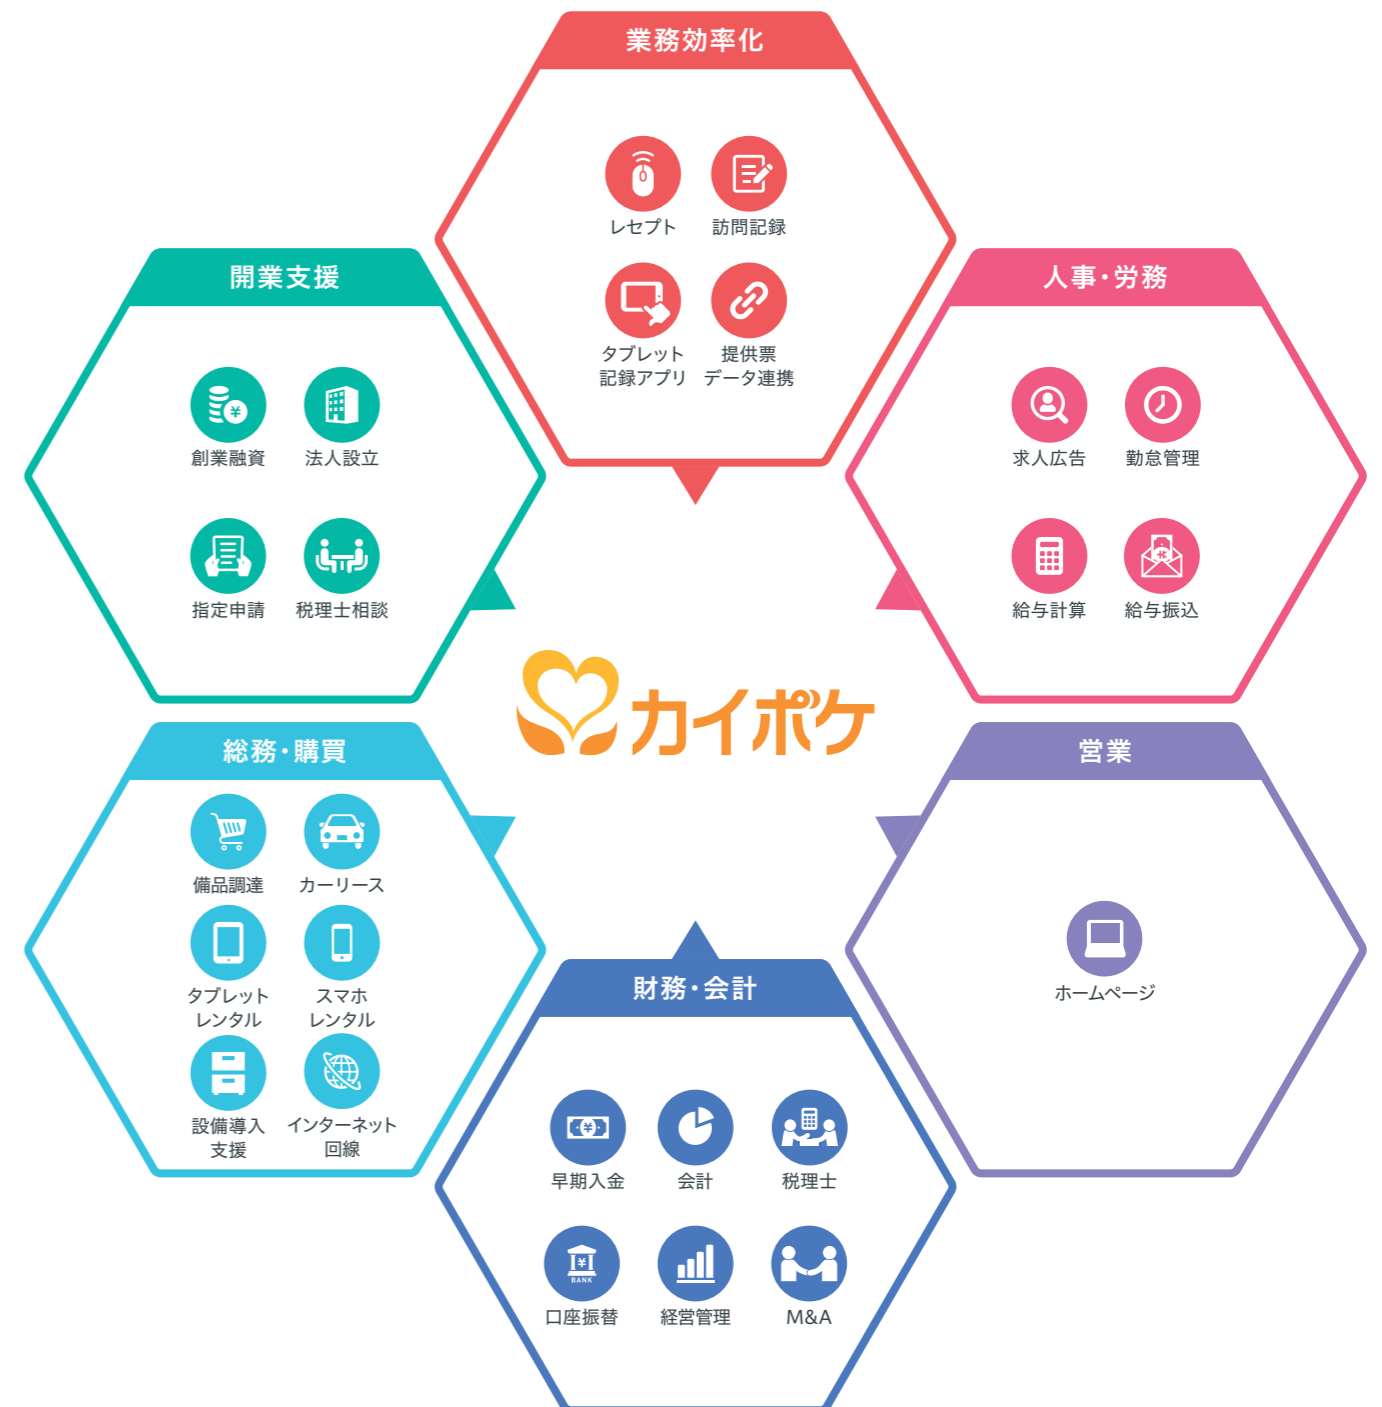 業務効率化
レセプト
訪問記録
タブレット
記録アプリ
提供票
データ連携
開業支援
創業融資
法人設立
指定申請
税理士相談
人事・労務
求人広告
勤怠管理
給与計算
給与振込
カイポケ
総務・購買
備品調達
カーリース
タブレット
レンタル
スマホ
レンタル
設備導入
支援
インターネット
回線
営業
ホームページ
財務・会計
早期入金
会計
税理士
BANK
口座振替
経営管理
M&A